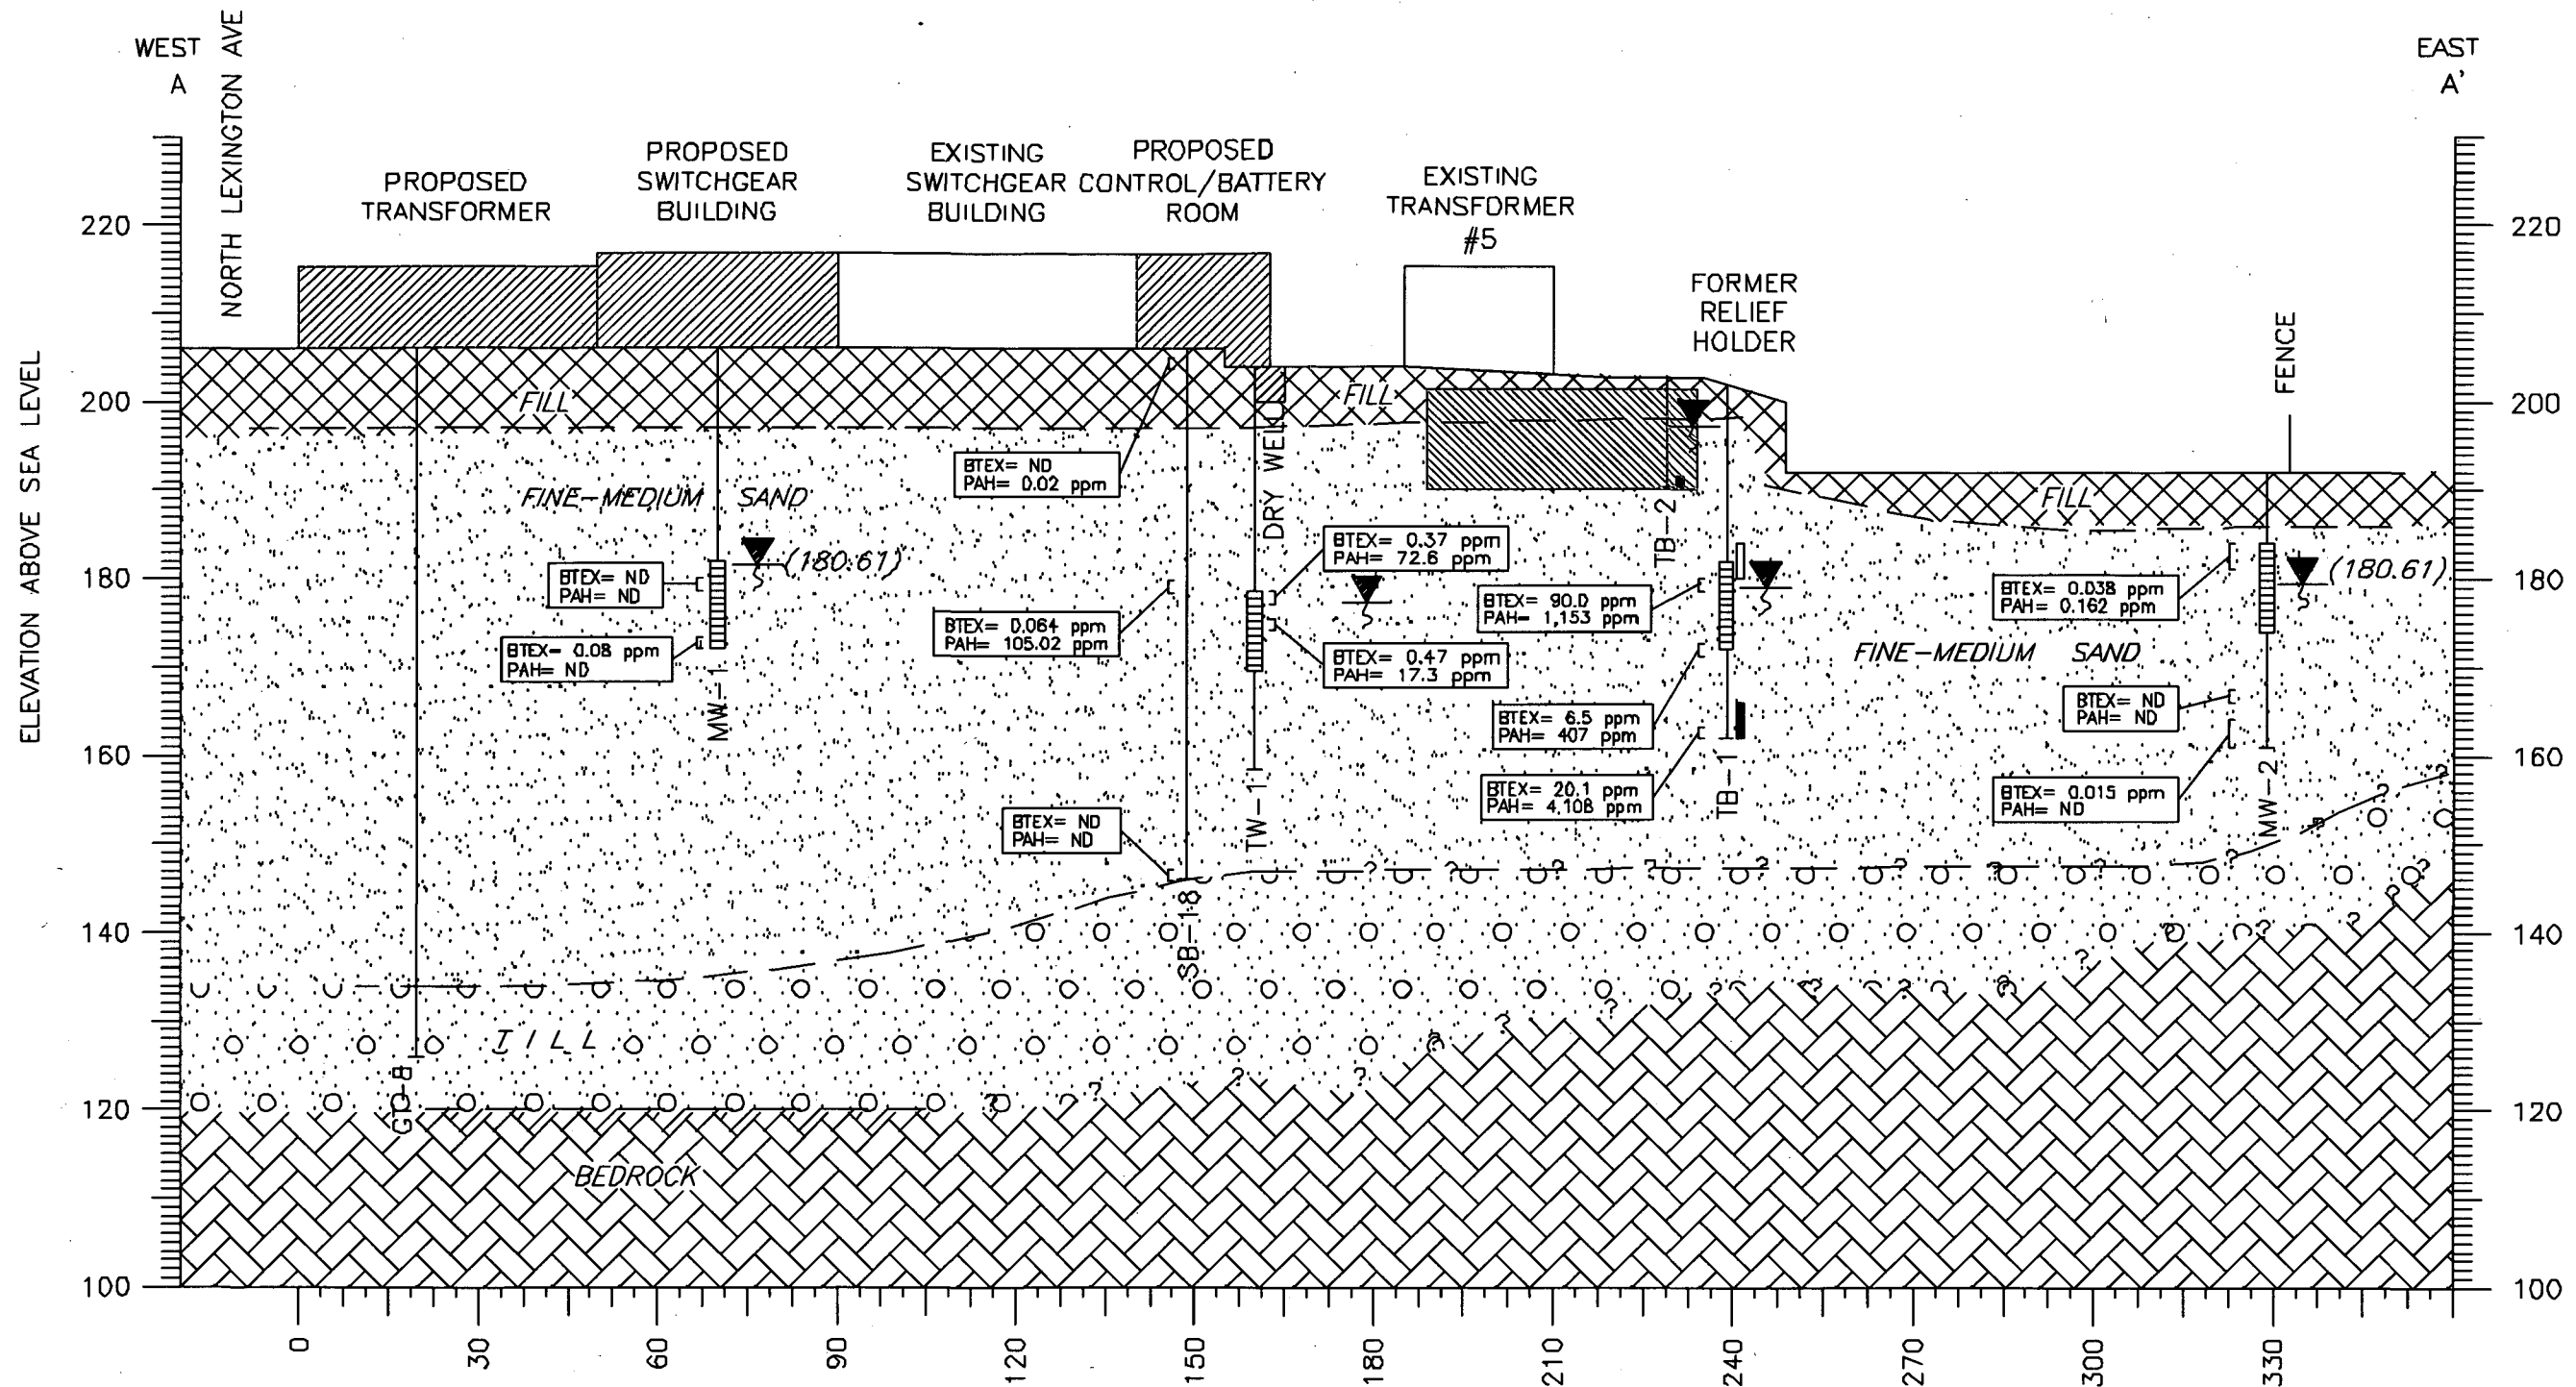 WEST
A
NORTH LEXINGTON AVE
EAST
A'
PROPOSED
TRANSFORMER
PROPOSED
SWITCHGEAR
BUILDING
EXISTING
SWITCHGEAR
BUILDING
PROPOSED
CONTROL/BATTERY
ROOM
EXISTING
TRANSFORMER
#5
FORMER
RELIEF
HOLDER
FENCE
ELEVATION ABOVE SEA LEVEL
220
200
180
160
140
120
100
220
200
180
160
140
120
100
FILL
FILL
FILL
FINE-MEDIUM SAND
FINE-MEDIUM SAND
(180.61)
(180.61)
BTEX= ND
PAH= 0.02 ppm
BTEX= ND
PAH= ND
BTEX= 0.08 ppm
PAH= ND
BTEX= 0.064 ppm
PAH= 105.02 ppm
BTEX= ND
PAH= ND
BTEX= 0.37 ppm
PAH= 72.6 ppm
BTEX= 0.47 ppm
PAH= 17.3 ppm
BTEX= 90.0 ppm
PAH= 1,153 ppm
BTEX= 6.5 ppm
PAH= 407 ppm
BTEX= 20.1 ppm
PAH= 4,108 ppm
BTEX= 0.038 ppm
PAH= 0.162 ppm
BTEX= ND
PAH= ND
BTEX= 0.015 ppm
PAH= ND
DRY WELL
MW-1
SB-18
TB-2
TB-1
MW-2
TILL
BEDROCK
? ? ? ? ? ? ? ? ? ?
0 30 60 90 120 150 180 210 240 270 300 330